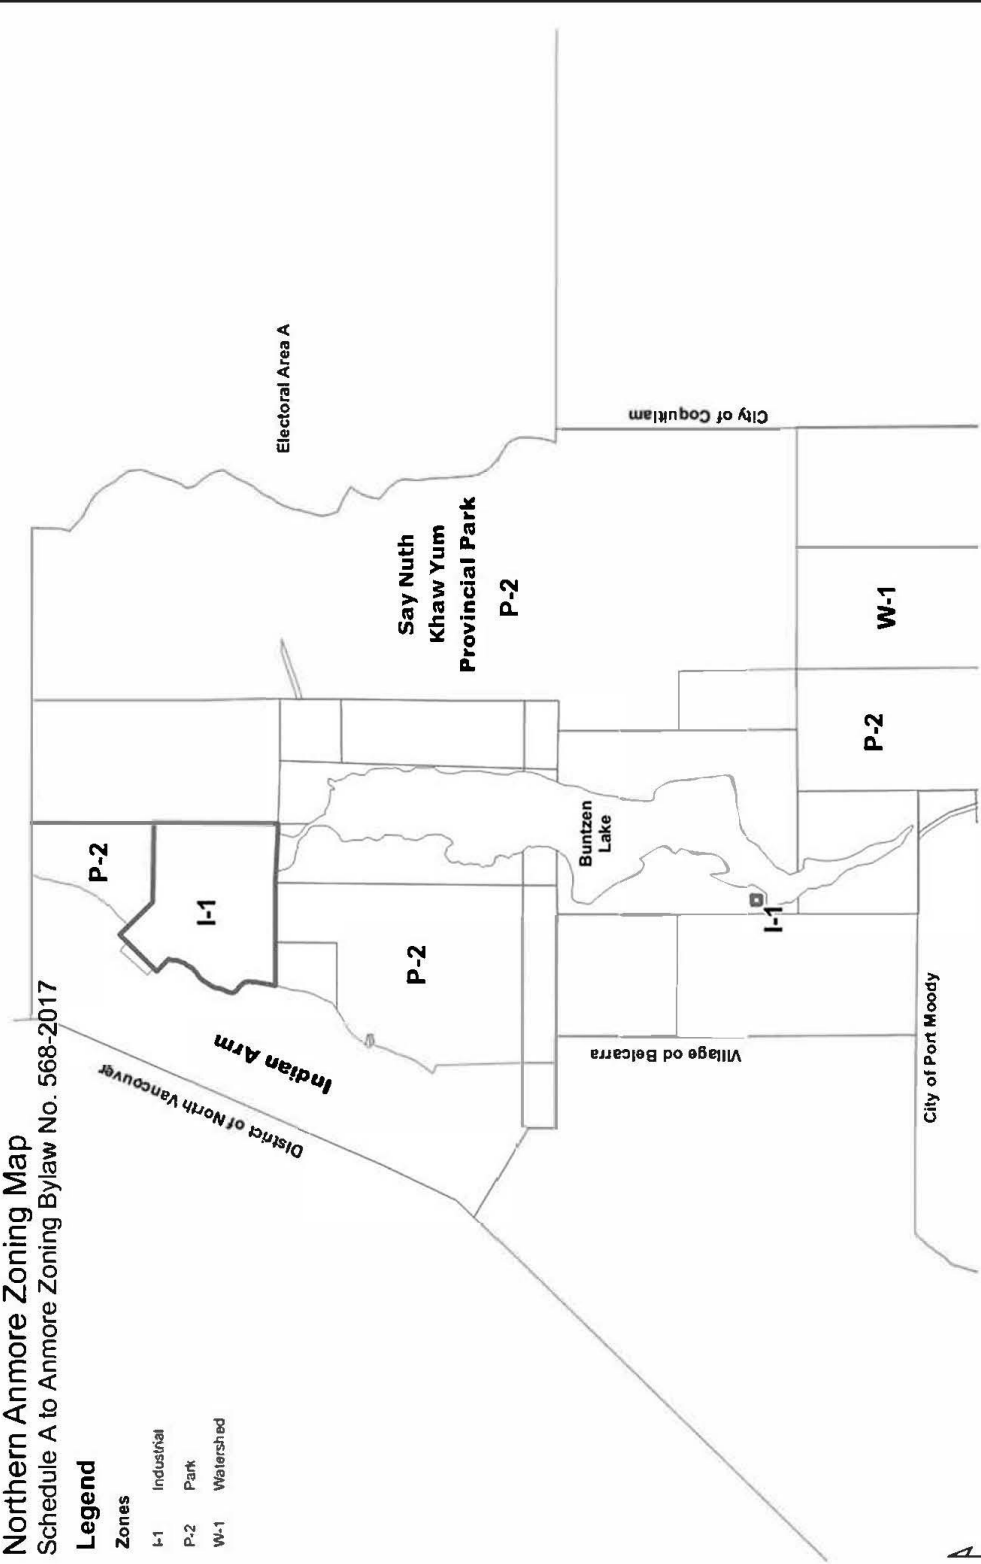 Northern Anmore Zoning Map
Schedule A to Anmore Zoning Bylaw No. 568-2017
Legend
Zones
I-1 Industrial
P-2 Park
W-1 Watershed
District of North Vancouver
Indian Arm
P-2
I-1
P-2
Electoral Area A
Say Nuth
Khaw Yum
Provincial Park
P-2
Buntzen
Lake
I-1
Village od Belcarra
City of Coquitlam
W-1
P-2
City of Port Moody